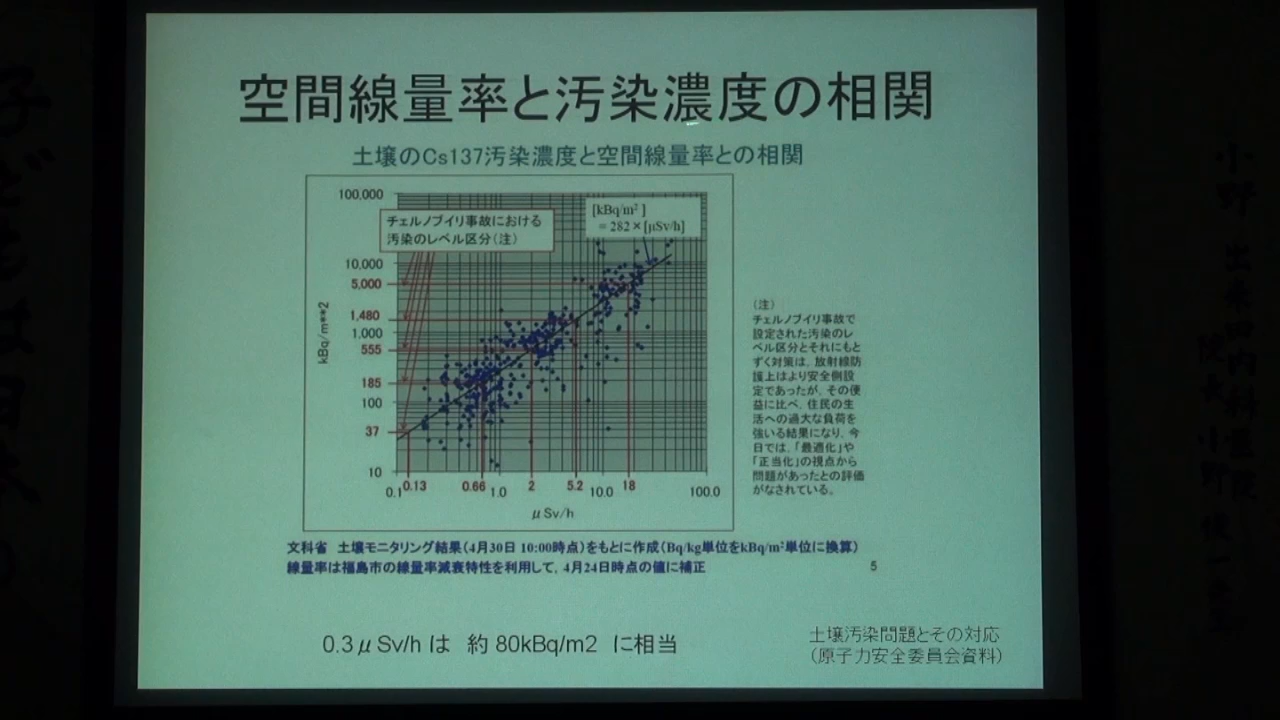 空間線量率と汚染濃度の相関
土壌のCs137汚染濃度と空間線量率との相関
100,000
チェルノブイリ事故における
汚染のレベル区分(注)
[kBq/m² ]
= 282×[μSv/h]
10,000
5,000
1,480
1,000
555
185
100
37
10
kBq/m**2
0.1
0.13
0.66
1.0
2
5.2
10.0
18
100.0
μSv/h
(注)
チェルノブイリ事故で
設定された汚染のレ
ベル区分とそれにもと
ずく対策は、放射線防
護上はより安全側設
定であったが、その便
益に比べ、住民の生
活への過大な負荷を
強いる結果になり、今
日では、「最適化」や
「正当化」の視点から
問題があったとの評価
がなされている。
文科省 土壌モニタリング結果(4月30日 10:00時点)をもとに作成(Bq/kg単位をkBq/m²単位に換算)
線量率は福島市の線量率減衰特性を利用して、4月24日時点の値に補正
5
0.3μSv/h は 約 80kBq/m2 に相当
土壌汚染問題とその対応
(原子力安全委員会資料)